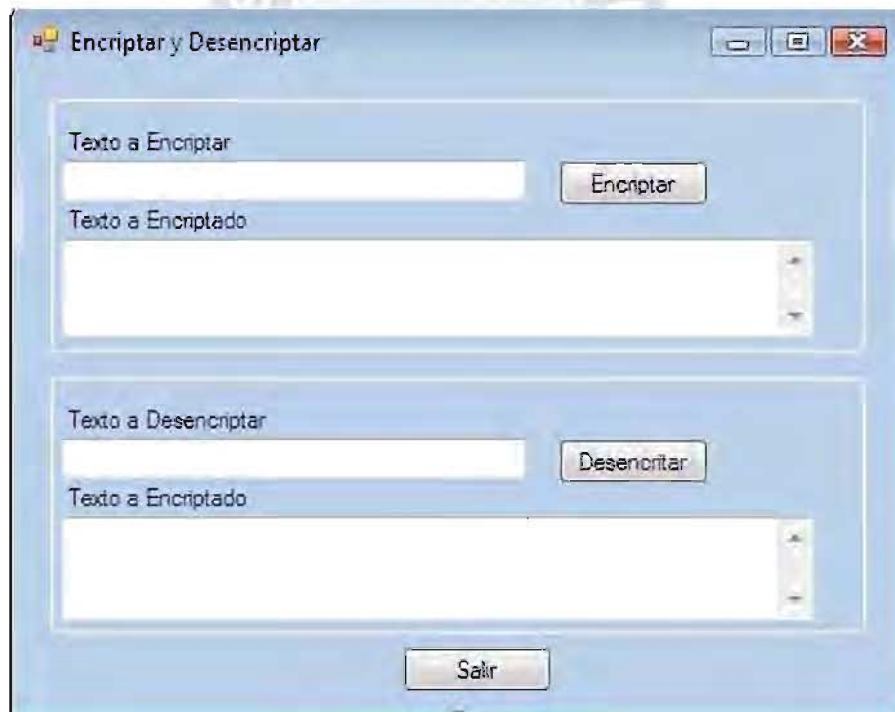 Encriptar y Desencriptar
Texto a Encriptar
Encriptar
Texto a Encriptado
Texto a Desencriptar
Desencritar
Texto a Encriptado
Salir